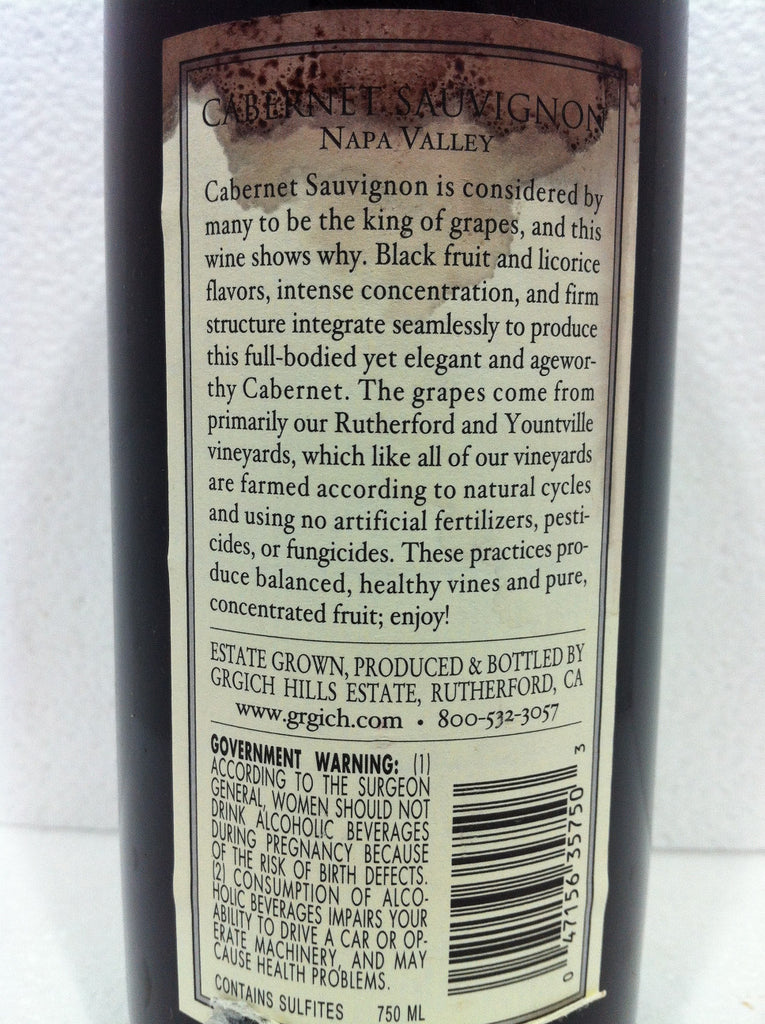 CABERNET SAUVIGNON
NAPA VALLEY
Cabernet Sauvignon is considered by
many to be the king of grapes, and this
wine shows why. Black fruit and licorice
flavors, intense concentration, and firm
structure integrate seamlessly to produce
this full-bodied yet elegant and agewor-
thy Cabernet. The grapes come from
primarily our Rutherford and Yountville
vineyards, which like all of our vineyards
are farmed according to natural cycles
and using no artificial fertilizers, pesti-
cides, or fungicides. These practices pro-
duce balanced, healthy vines and pure,
concentrated fruit; enjoy!
ESTATE GROWN, PRODUCED & BOTTLED BY
GRGICH HILLS ESTATE, RUTHERFORD, CA
www.grgich.com • 800-532-3057
GOVERNMENT WARNING: (1)
ACCORDING TO THE SURGEON
GENERAL, WOMEN SHOULD NOT
DRINK ALCOHOLIC BEVERAGES
DURING PREGNANCY BECAUSE
OF THE RISK OF BIRTH DEFECTS.
(2) CONSUMPTION OF ALCO-
HOLIC BEVERAGES IMPAIRS YOUR
ABILITY TO DRIVE A CAR OR OP-
ERATE MACHINERY, AND MAY
CAUSE HEALTH PROBLEMS.
CONTAINS SULFITES 750 ML
0 47156 35750 3